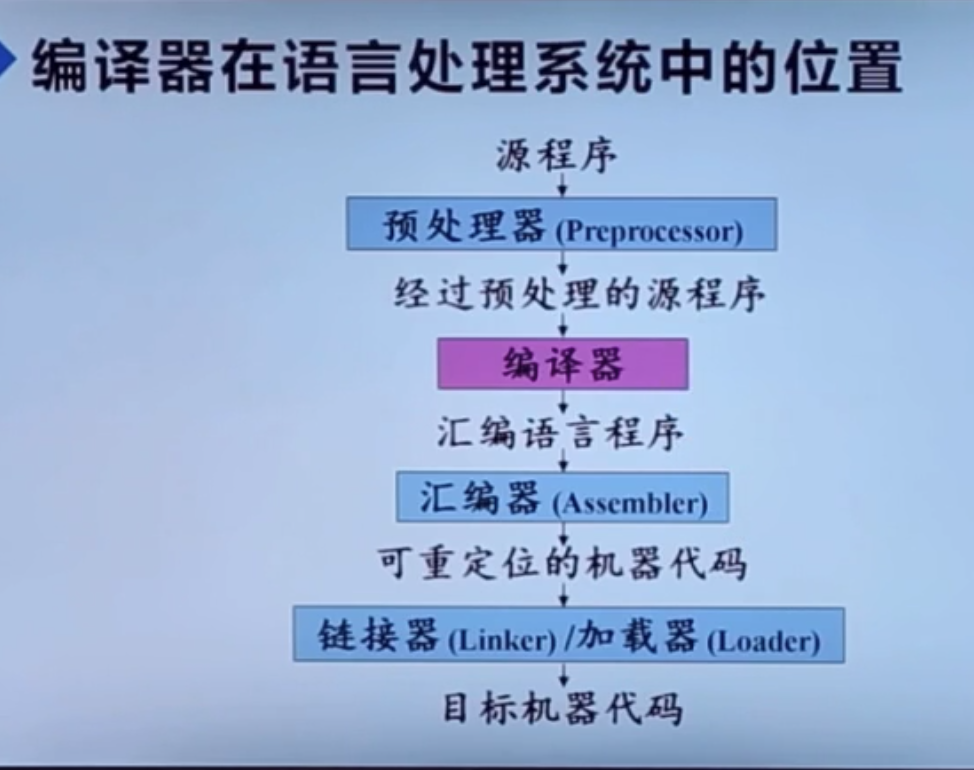 编译器在语言处理系统中的位置
源程序
预处理器 (Preprocessor)
经过预处理的源程序
编译器
汇编语言程序
汇编器 (Assembler)
可重定位的机器代码
链接器 (Linker) /加载器 (Loader)
目标机器代码